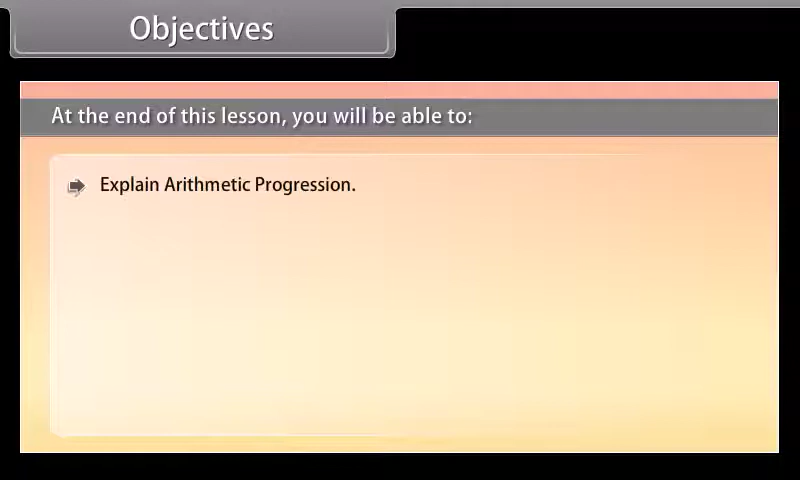 Objectives
At the end of this lesson, you will be able to:
Explain Arithmetic Progression.